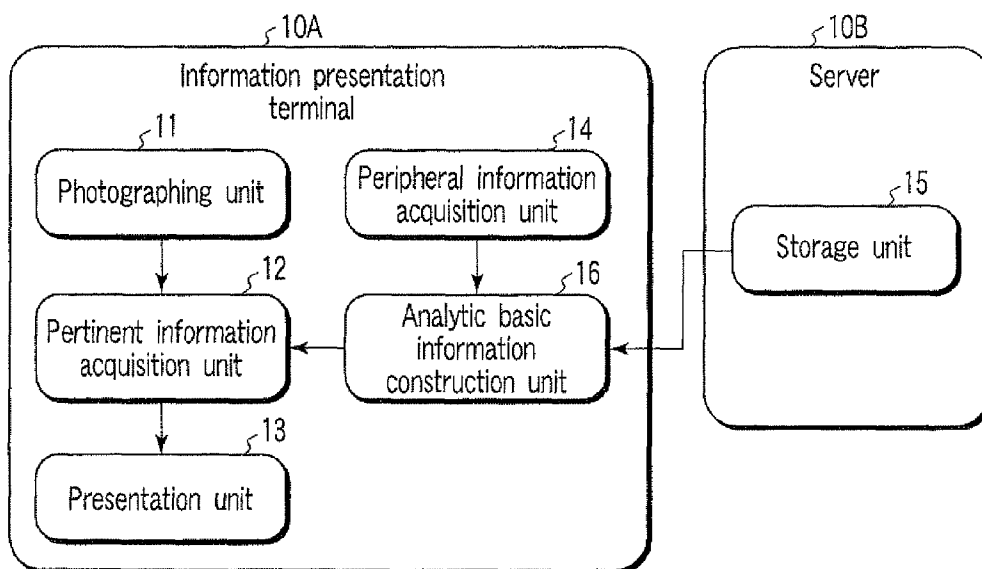 10A
Information presentation
terminal
11
Photographing unit
14
Peripheral information
acquisition unit
12
Pertinent information
acquisition unit
16
Analytic basic
information
construction unit
13
Presentation unit
10B
Server
15
Storage unit